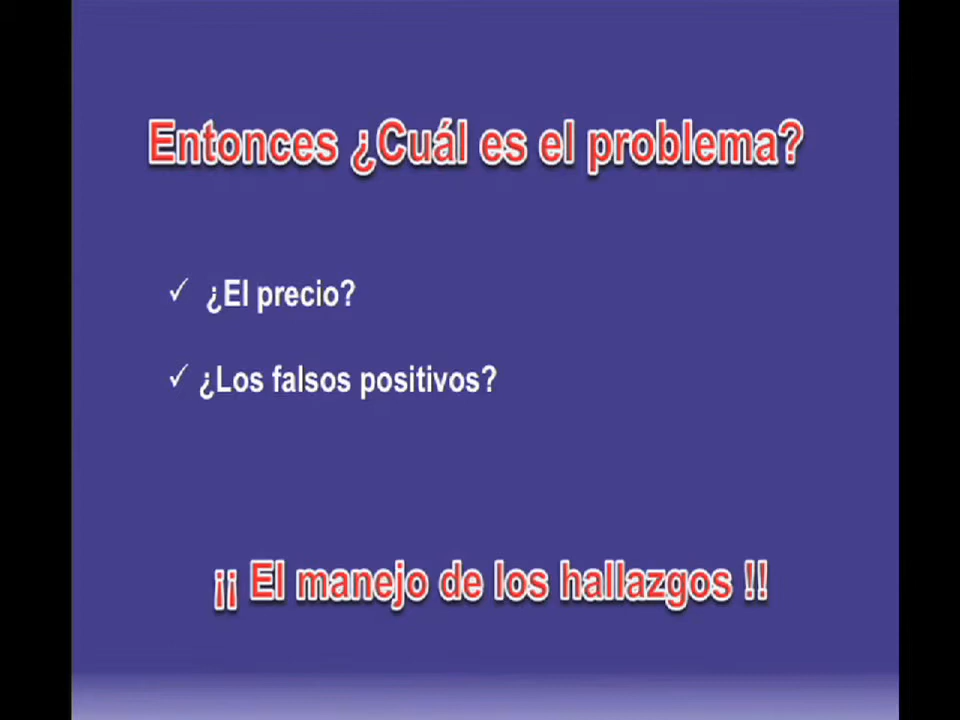 Entonces ¿Cuál es el problema?
✓ ¿El precio?
✓ ¿Los falsos positivos?
¡¡ El manejo de los hallazgos !!